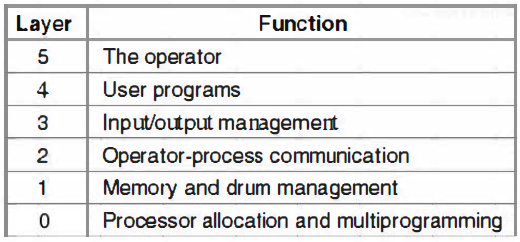 Layer Function
5 The operator
4 User programs
3 Input/output management
2 Operator-process communication
1 Memory and drum management
0 Processor allocation and multiprogramming